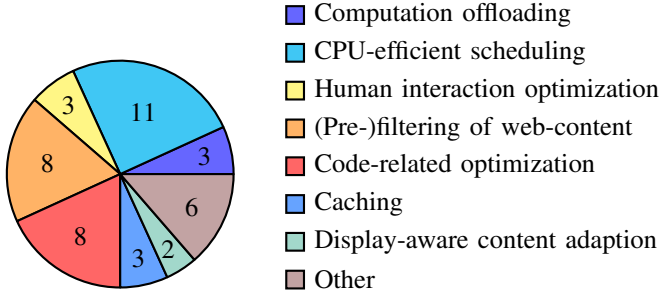 Computation offloading
CPU-efficient scheduling
Human interaction optimization
(Pre-)filtering of web-content
Code-related optimization
Caching
Display-aware content adaption
Other
3
11
3
8
8
3
2
6